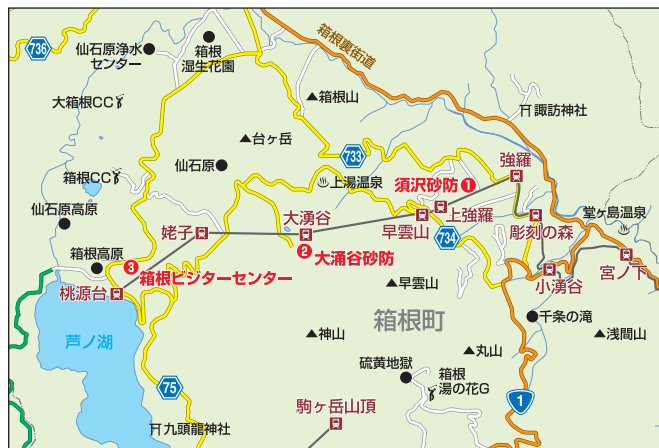 736
仙石原浄水
センター
箱根
湿生花園
箱根裏街道
大箱根CC
箱根山
諏訪神社
台ヶ岳
733
箱根CC
仙石原
上湯温泉
須沢砂防❶
強羅
仙石原高原
姥子
大湧谷
早雲山
上強羅
734
彫刻の森
堂ヶ島温泉
箱根高原
❸
箱根ビジターセンター
❷大涌谷砂防
小湧谷
宮ノ下
桃源台
早雲山
箱根町
千条の滝
芦ノ湖
神山
丸山
浅間山
硫黄地獄
箱根
湯の花G
75
1
駒ヶ岳山頂
九頭龍神社